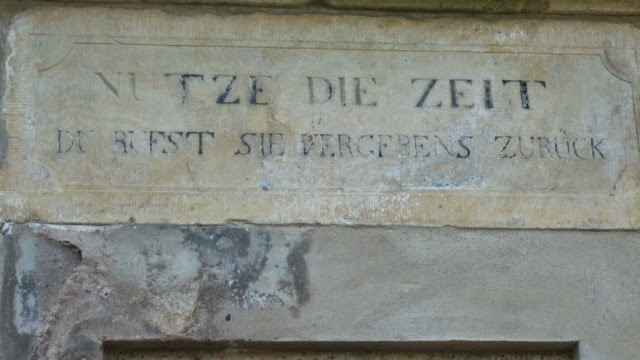 NUTZE DIE ZEIT
DU RUFST SIE VERGEBENS ZURÜCK